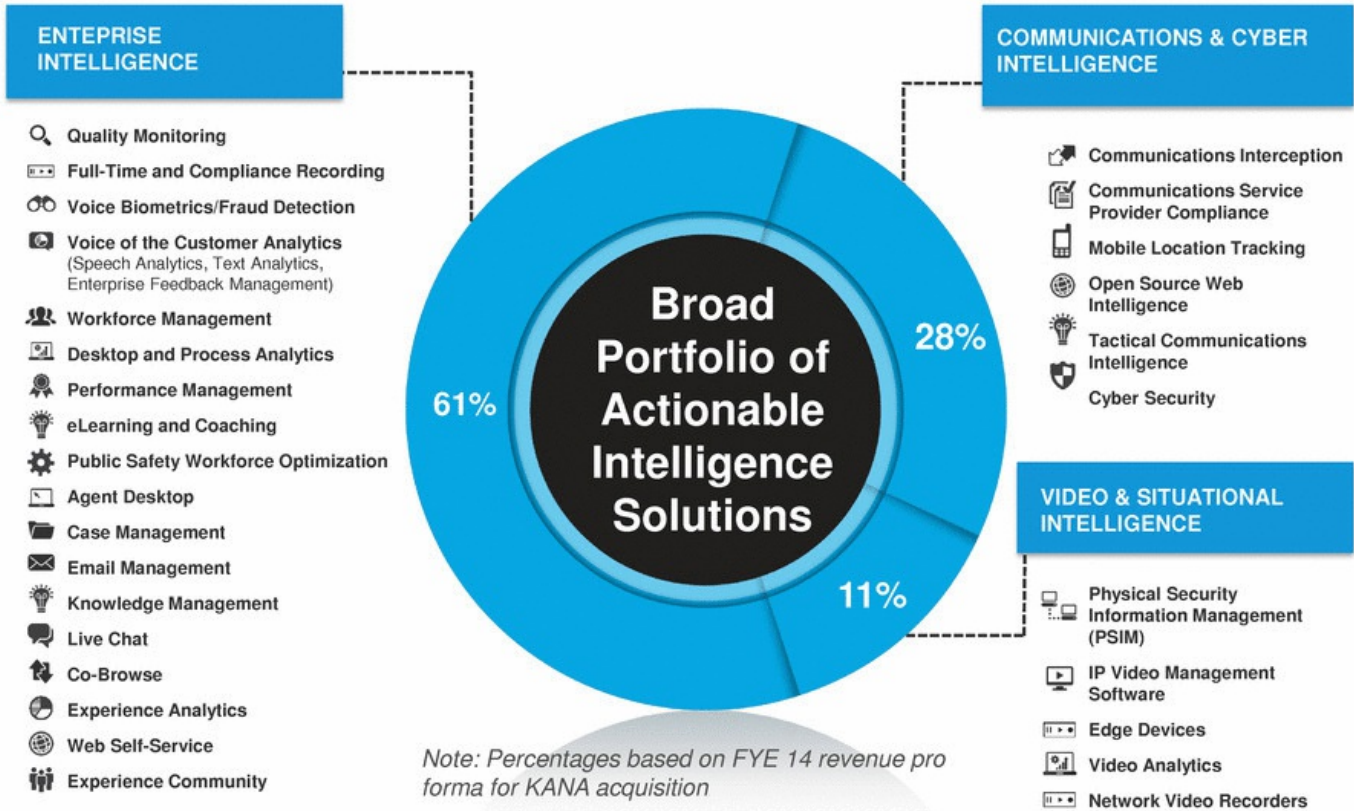 ENTEPRISE
INTELLIGENCE
Quality Monitoring
Full-Time and Compliance Recording
Voice Biometrics/Fraud Detection
Voice of the Customer Analytics
(Speech Analytics, Text Analytics,
Enterprise Feedback Management)
Workforce Management
Desktop and Process Analytics
Performance Management
eLearning and Coaching
Public Safety Workforce Optimization
Agent Desktop
Case Management
Email Management
Knowledge Management
Live Chat
Co-Browse
Experience Analytics
Web Self-Service
Experience Community
61%
Broad
Portfolio of
Actionable
Intelligence
Solutions
28%
11%
Note: Percentages based on FYE 14 revenue pro
forma for KANA acquisition
COMMUNICATIONS & CYBER
INTELLIGENCE
Communications Interception
Communications Service
Provider Compliance
Mobile Location Tracking
Open Source Web
Intelligence
Tactical Communications
Intelligence
Cyber Security
VIDEO & SITUATIONAL
INTELLIGENCE
Physical Security
Information Management
(PSIM)
IP Video Management
Software
Edge Devices
Video Analytics
Network Video Recorders